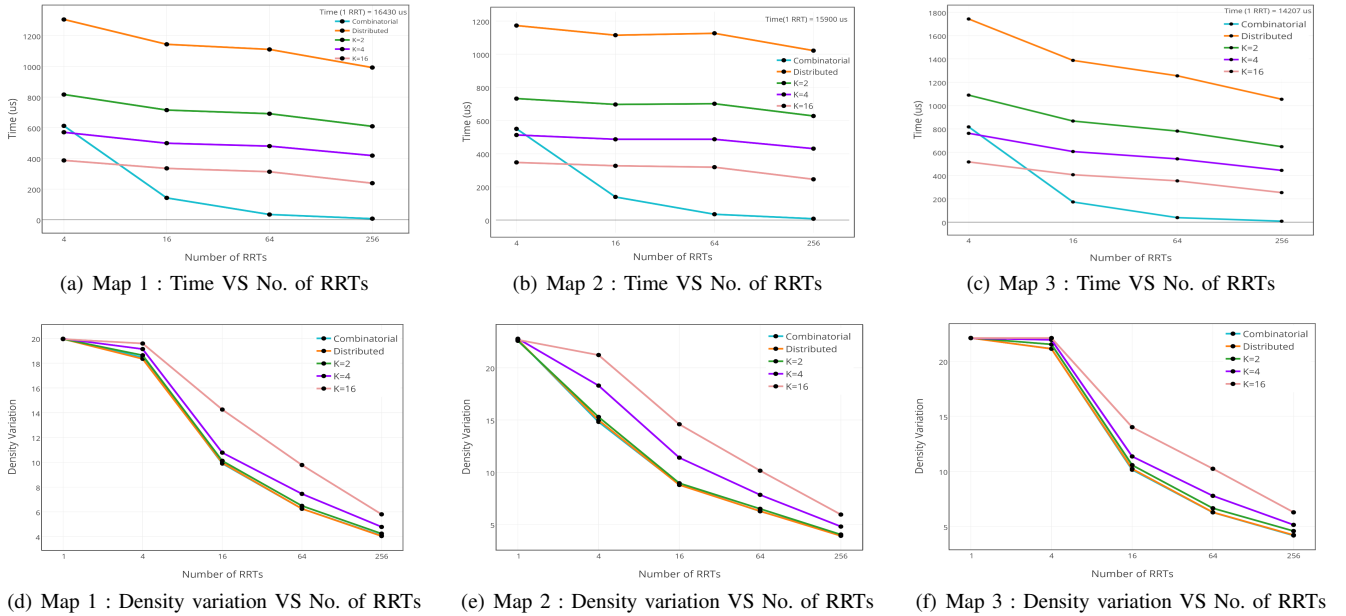 Time (1 RRT) = 16430 us
Combinatorial
Distributed
K=2
K=4
K=16
1200
1000
800
600
400
200
0
Time (us)
4 16 64 256
Number of RRTs
(a) Map 1 : Time VS No. of RRTs
Time(1 RRT) = 15900 us
Combinatorial
Distributed
K=2
K=4
K=16
1200
1000
800
600
400
200
0
Time (us)
4 16 64 256
Number of RRTs
(b) Map 2 : Time VS No. of RRTs
Time (1 RRT) = 14207 us
Combinatorial
Distributed
K=2
K=4
K=16
1800
1600
1400
1200
1000
800
600
400
200
0
Time (us)
4 16 64 256
Number of RRTs
(c) Map 3 : Time VS No. of RRTs
Combinatorial
Distributed
K=2
K=4
K=16
20
18
16
14
12
10
8
6
4
Density Variation
1 4 16 64 256
Number of RRTs
(d) Map 1 : Density variation VS No. of RRTs
Combinatorial
Distributed
K=2
K=4
K=16
20
15
10
5
Density Variation
1 4 16 64 256
Number of RRTs
(e) Map 2 : Density variation VS No. of RRTs
Combinatorial
Distributed
K=2
K=4
K=16
20
15
10
5
Density Variation
1 4 16 64 256
Number of RRTs
(f) Map 3 : Density variation VS No. of RRTs